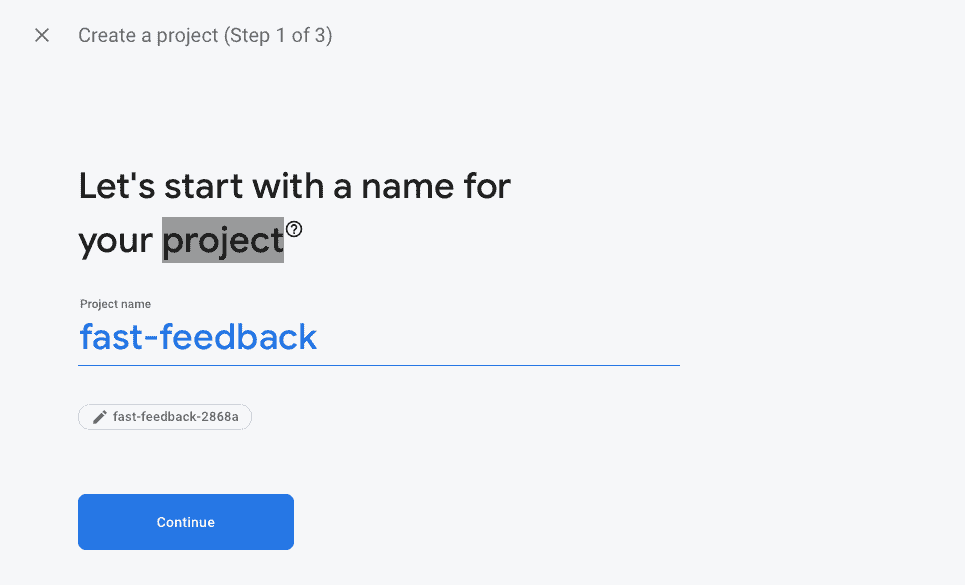 Create a project (Step 1 of 3)
Let's start with a name for
your project
Project name
fast-feedback
fast-feedback-2868a
Continue